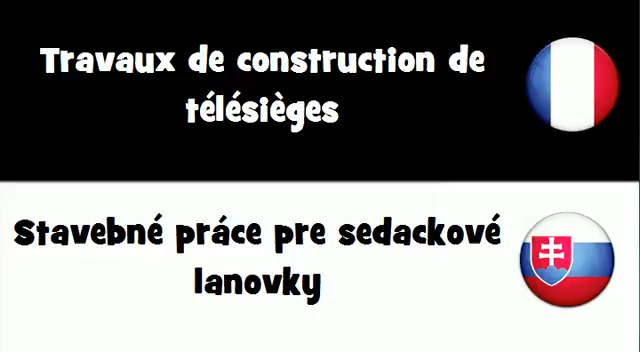 Travaux de construction de
télésièges
Stavebné práce pre sedackové
lanovky